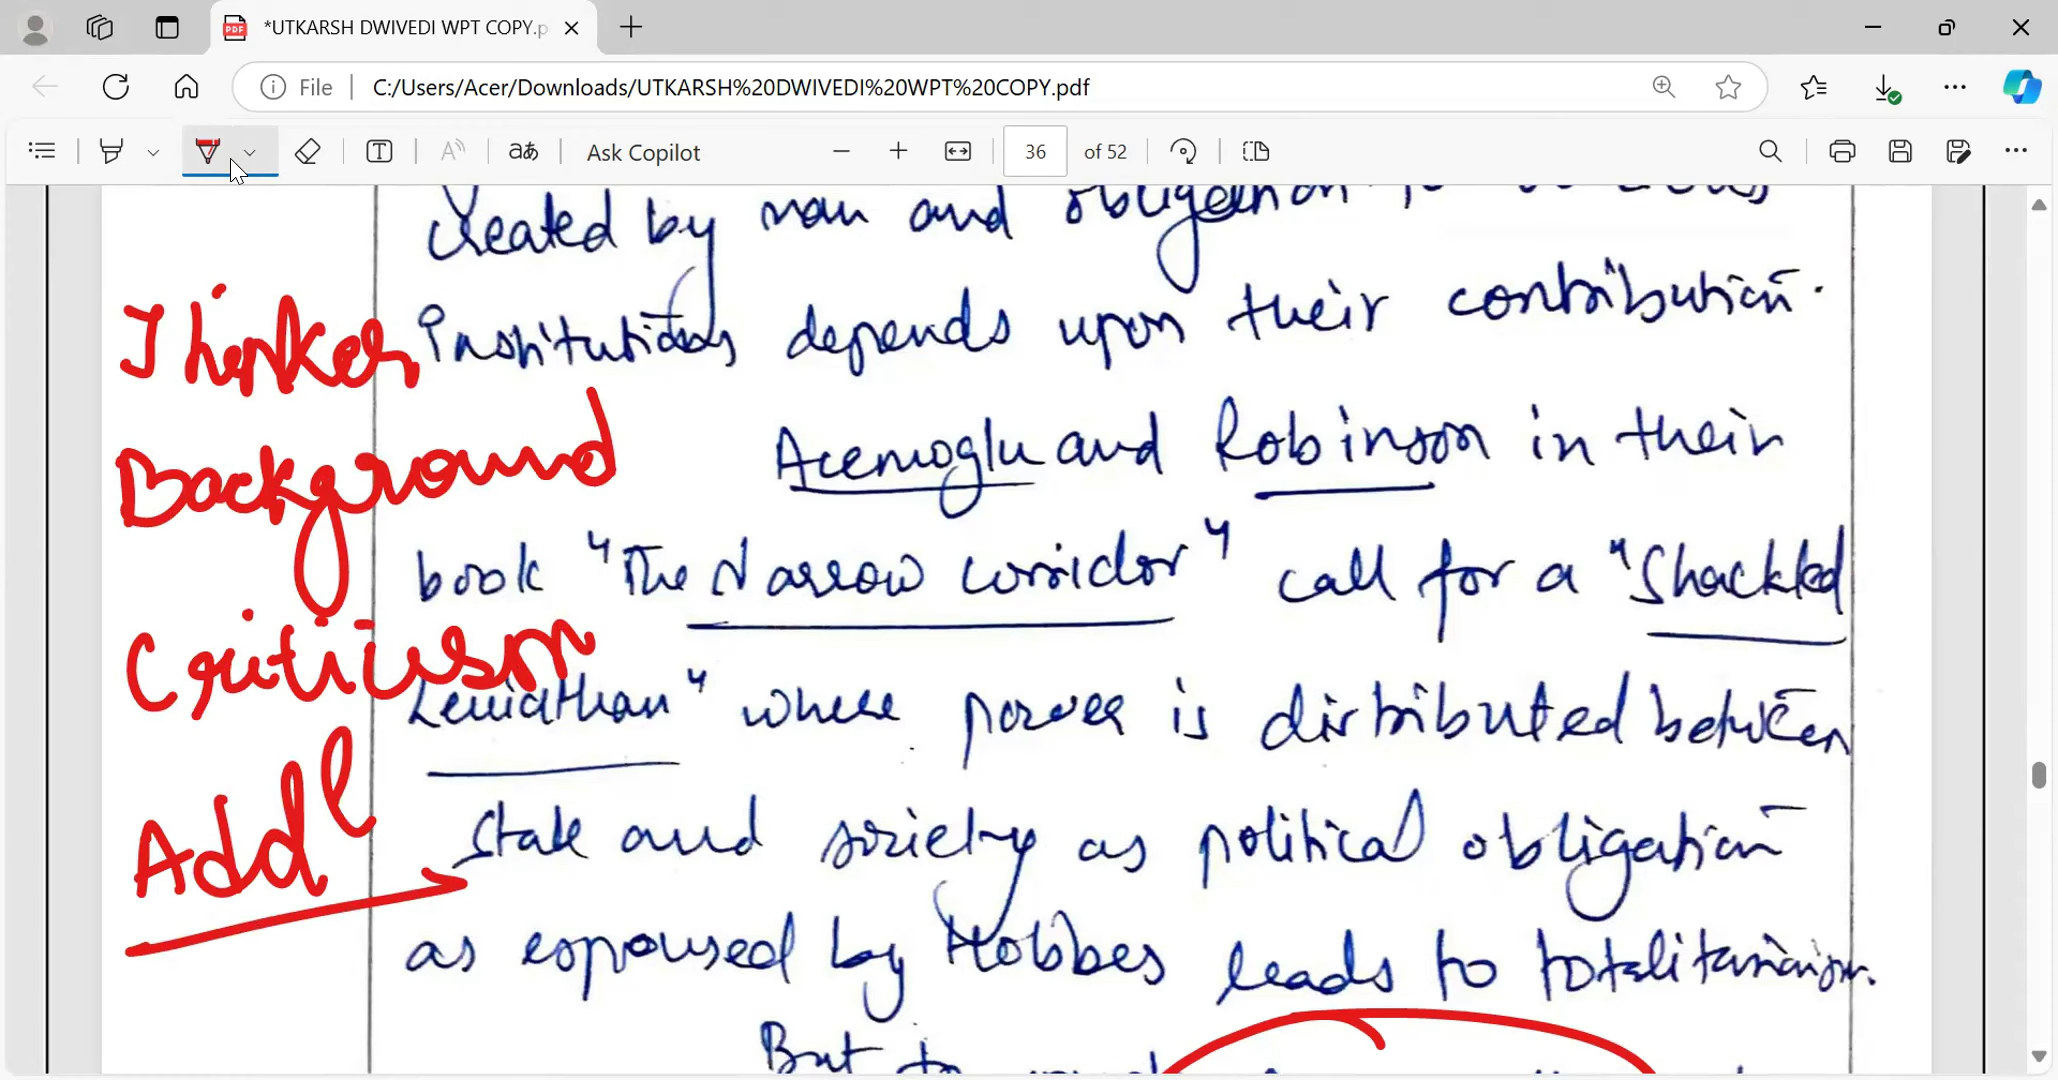 *UTKARSH DWIVEDI WPT COPY.p
File
C:/Users/Acer/Downloads/UTKARSH%20DWIVEDI%20WPT%20COPY.pdf
Ask Copilot
36 of 52
created by man and obligation to
institutions depends upon their contribution.
Thinker
Acemoglu and Robinson in their
Background
book "The Narrow corridor" call for a "Shackled
Criticism
Leviathan" where power is distributed between
Addl
State and society as political obligation
as espoused by Hobbes leads to totalitarianism.
But to